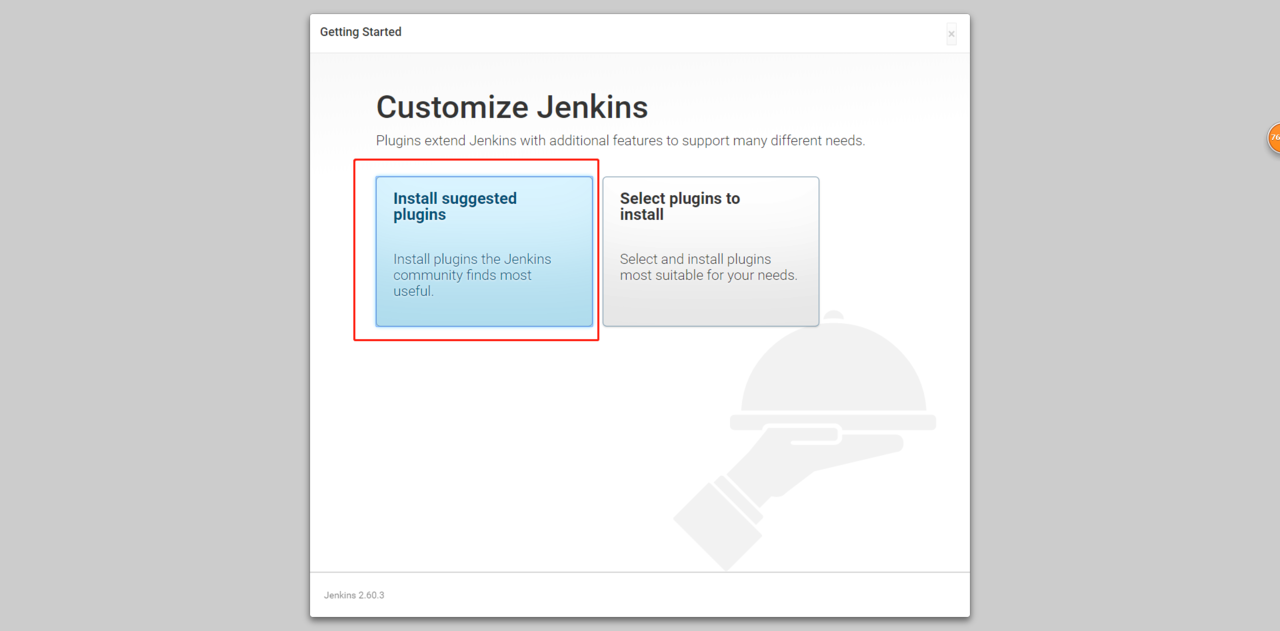 Getting Started
×
Customize Jenkins
Plugins extend Jenkins with additional features to support many different needs.
Install suggested
plugins
Install plugins the Jenkins
community finds most
useful.
Select plugins to
install
Select and install plugins
most suitable for your needs.
76
Jenkins 2.60.3